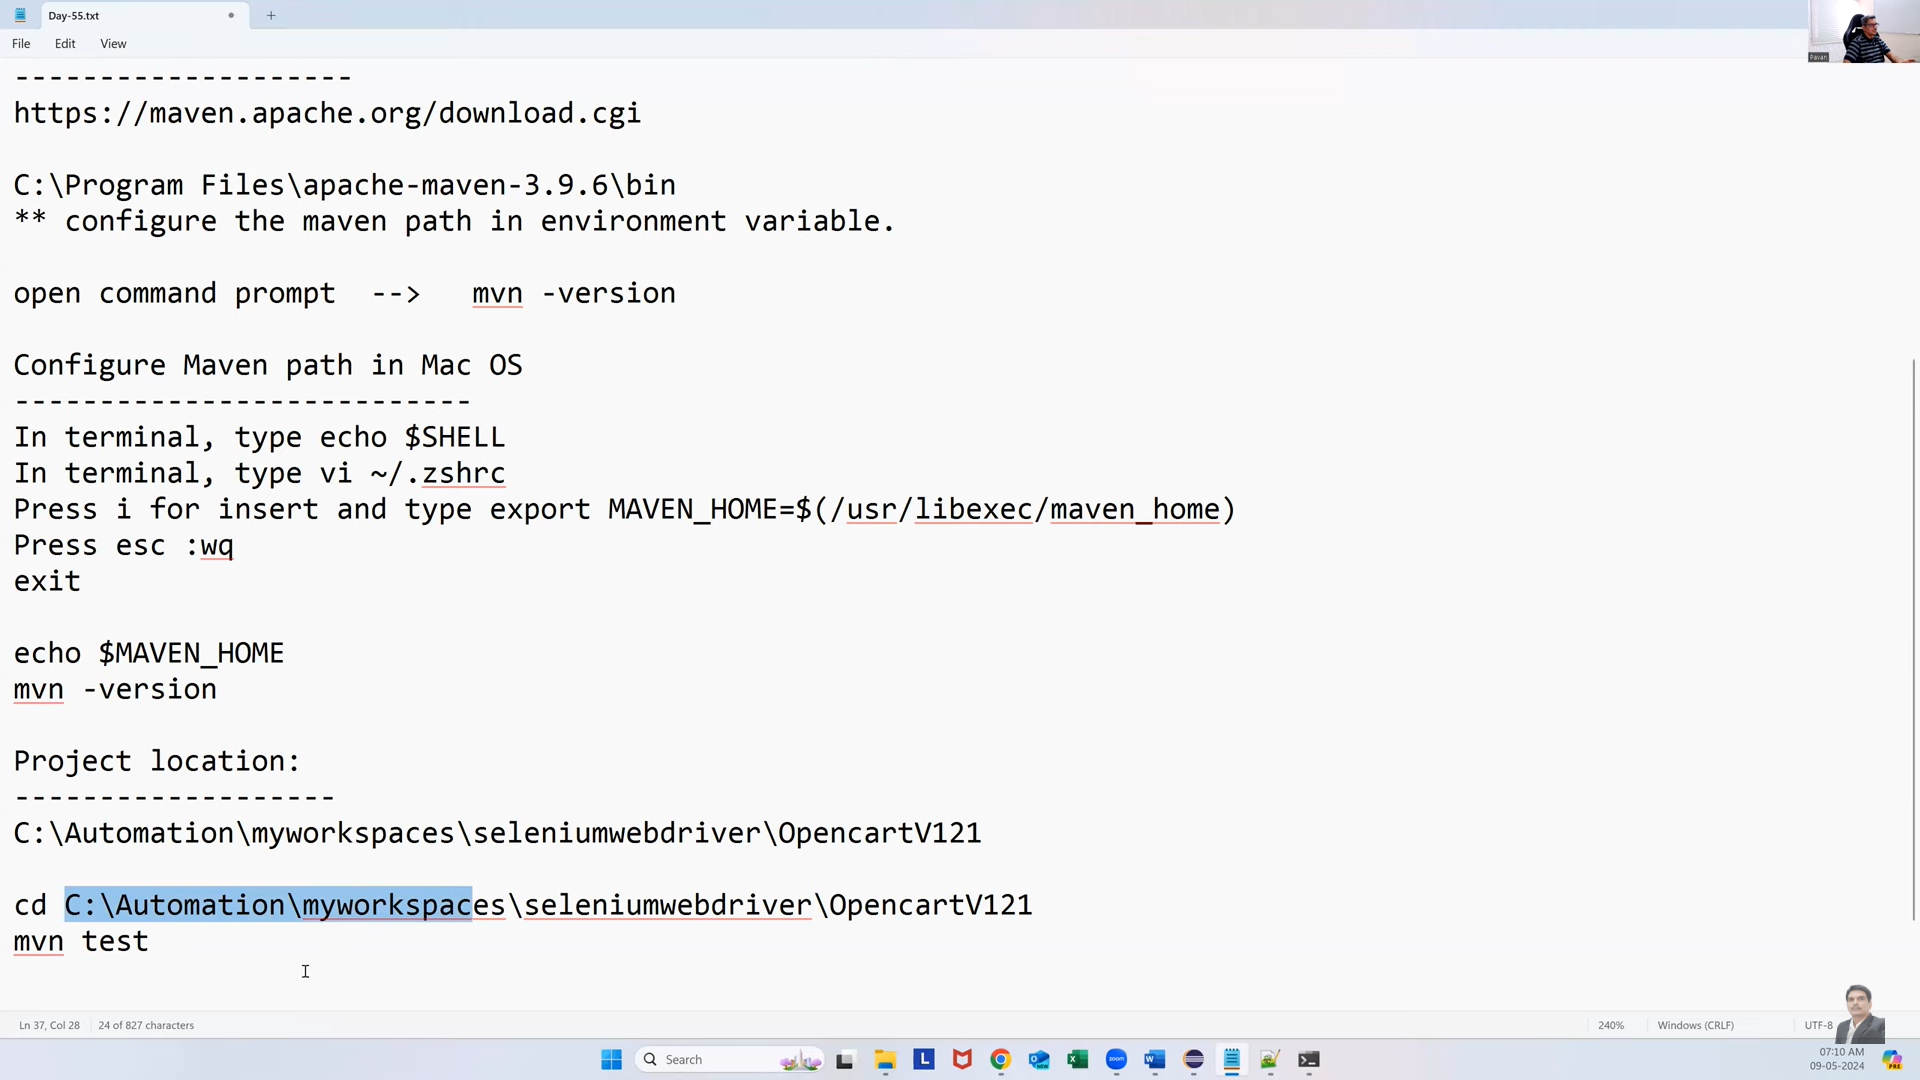 Day-55.txt
File Edit View
Pavan
--------------------
https://maven.apache.org/download.cgi
C:\Program Files\apache-maven-3.9.6\bin
** configure the maven path in environment variable.
open command prompt --> mvn -version
Configure Maven path in Mac OS
---------------------------
In terminal, type echo $SHELL
In terminal, type vi ~/.zshrc
Press i for insert and type export MAVEN_HOME=$(/usr/libexec/maven_home)
Press esc :wq
exit
echo $MAVEN_HOME
mvn -version
Project location:
-------------------
C:\Automation\myworkspaces\seleniumwebdriver\OpencartV121
cd C:\Automation\myworkspaces\seleniumwebdriver\OpencartV121
mvn test
Ln 37, Col 28 24 of 827 characters 240% Windows (CRLF) UTF-8
Search
07:10 AM
09-05-2024